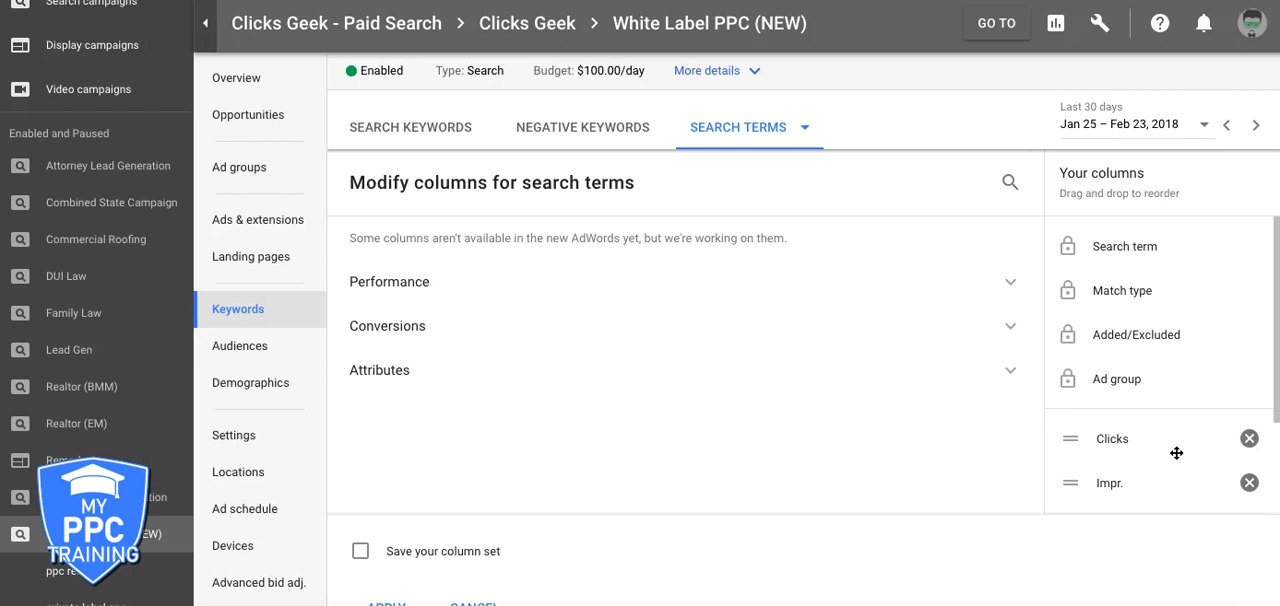 Search campaigns
Display campaigns
Video campaigns
Enabled and Paused
Attorney Lead Generation
Combined State Campaign
Commercial Roofing
DUI Law
Family Law
Lead Gen
Realtor (BMM)
Realtor (EM)
MY
PPC
TRAINING
Clicks Geek - Paid Search > Clicks Geek > White Label PPC (NEW)
GO TO
Overview
Opportunities
Ad groups
Ads & extensions
Landing pages
Keywords
Audiences
Demographics
Settings
Locations
Ad schedule
Devices
Advanced bid adj.
Enabled Type: Search Budget: $100.00/day More details
SEARCH KEYWORDS NEGATIVE KEYWORDS SEARCH TERMS
Last 30 days
Jan 25 – Feb 23, 2018
Modify columns for search terms
Some columns aren't available in the new AdWords yet, but we're working on them.
Performance
Conversions
Attributes
Your columns
Drag and drop to reorder
Search term
Match type
Added/Excluded
Ad group
Clicks
Impr.
Save your column set
APPLY CANCEL